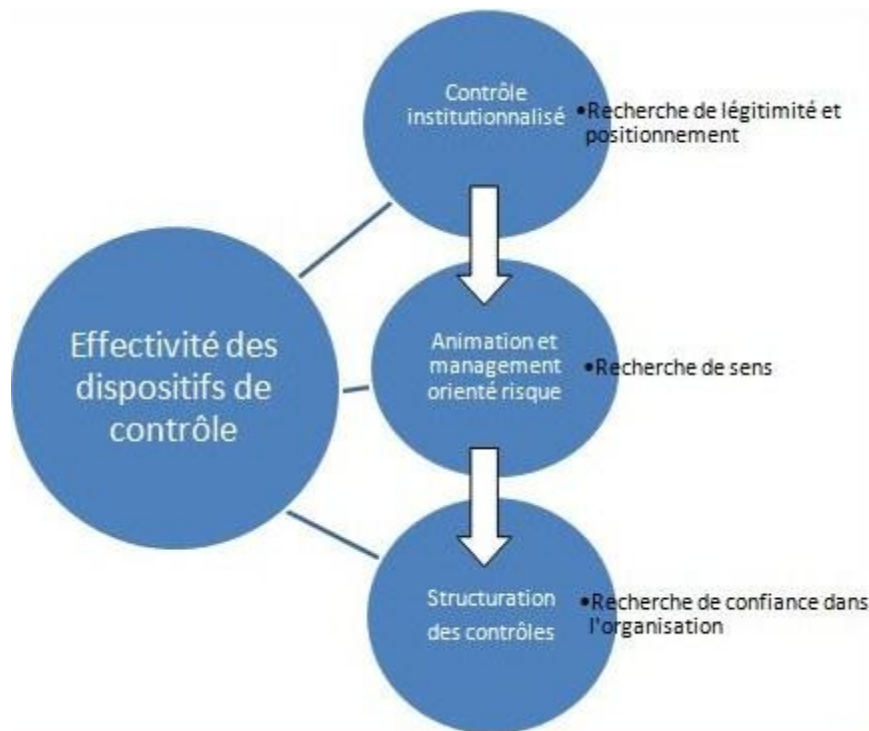 Effectivité des
dispositifs de
contrôle
Contrôle
institutionnalisé
•Recherche de légitimité et
positionnement
Animation et
management
orienté risque
•Recherche de sens
Structuration
des contrôles
•Recherche de confiance dans
l'organisation